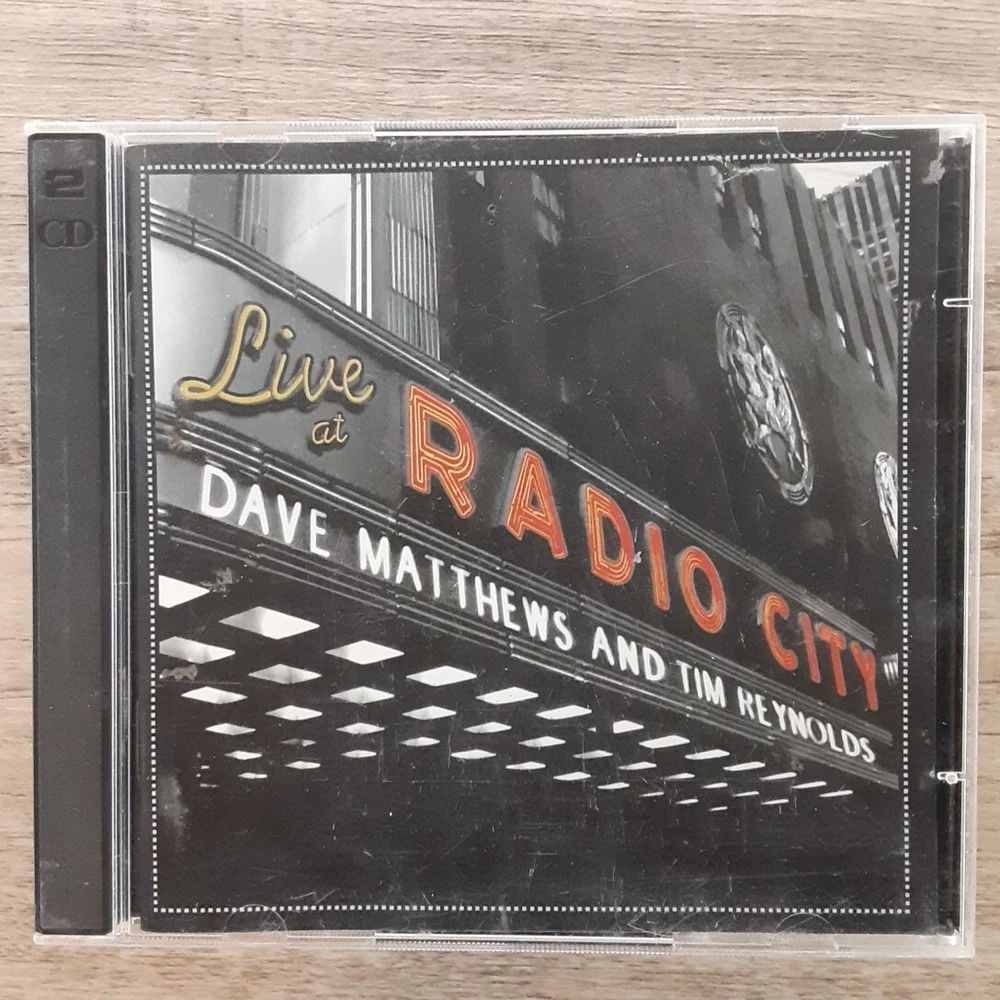 2
CD
Live
at
RADIO CITY
DAVE MATTHEWS AND TIM REYNOLDS